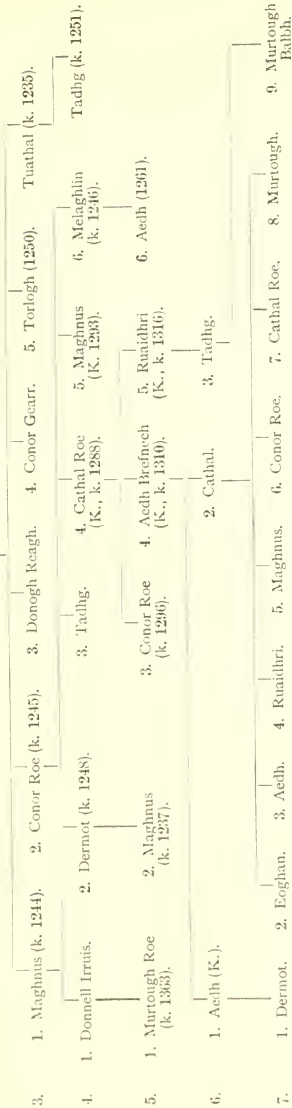 3. 1. Maghnus (k. 1244). 2. Conor Roe (k. 1245). 3. Donogh Reagh. 4. Conor Gearr. 5. Torlogh (1250). Tuathal (k. 1235).
4. 1. Donnell Irruis. 2. Dermot (k. 1248). 3. Tadhg. 4. Cathal Roe 5. Maghnus 6. Melaghlin Tadhg (k. 1251).
(K., k. 1288). (K. 1293). (k. 1246).
5. 1. Murtough Roe 2. Maghnus 3. Conor Roe 4. Aedh Brefnech 5. Ruaidhri 6. Aedh (1261).
(k. 1363). (k. 1237). (k. 1296). (K., k. 1310). (K., k. 1316).
6. 1. Aedh (K.). 2. Cathal. 3. Tadhg.
7. 1. Dermot. 2. Eoghan. 3. Aedh. 4. Ruaidhri. 5. Maghnus. 6. Conor Roe. 7. Cathal Roe. 8. Murtough. 9. Murtough
Balbh.